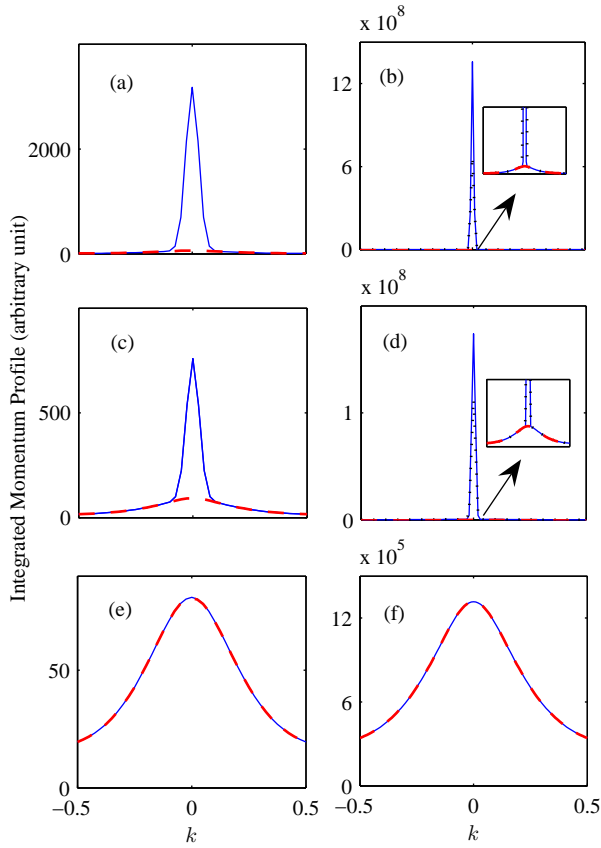 Integrated Momentum Profile (arbitrary unit)
(a)
2000
0
x 10^8
(b)
12
6
0
(c)
500
0
x 10^8
(d)
1
0
(e)
50
0
−0.5 0 0.5
k
x 10^5
(f)
12
6
0
−0.5 0 0.5
k